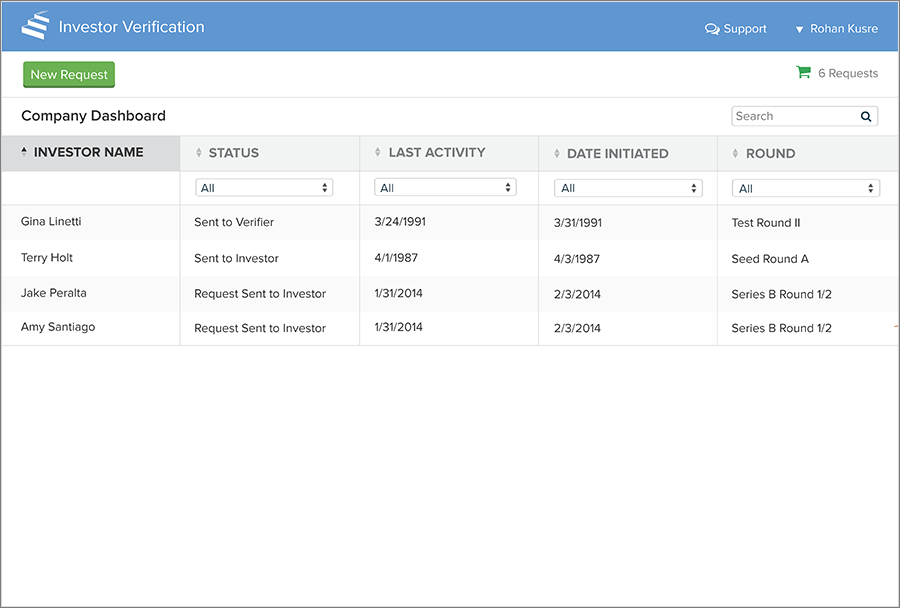 Investor Verification
Support
Rohan Kusre
New Request
6 Requests
Company Dashboard
Search
INVESTOR NAME STATUS LAST ACTIVITY DATE INITIATED ROUND
All All All All
Gina Linetti Sent to Verifier 3/24/1991 3/31/1991 Test Round II
Terry Holt Sent to Investor 4/1/1987 4/3/1987 Seed Round A
Jake Peralta Request Sent to Investor 1/31/2014 2/3/2014 Series B Round 1/2
Amy Santiago Request Sent to Investor 1/31/2014 2/3/2014 Series B Round 1/2